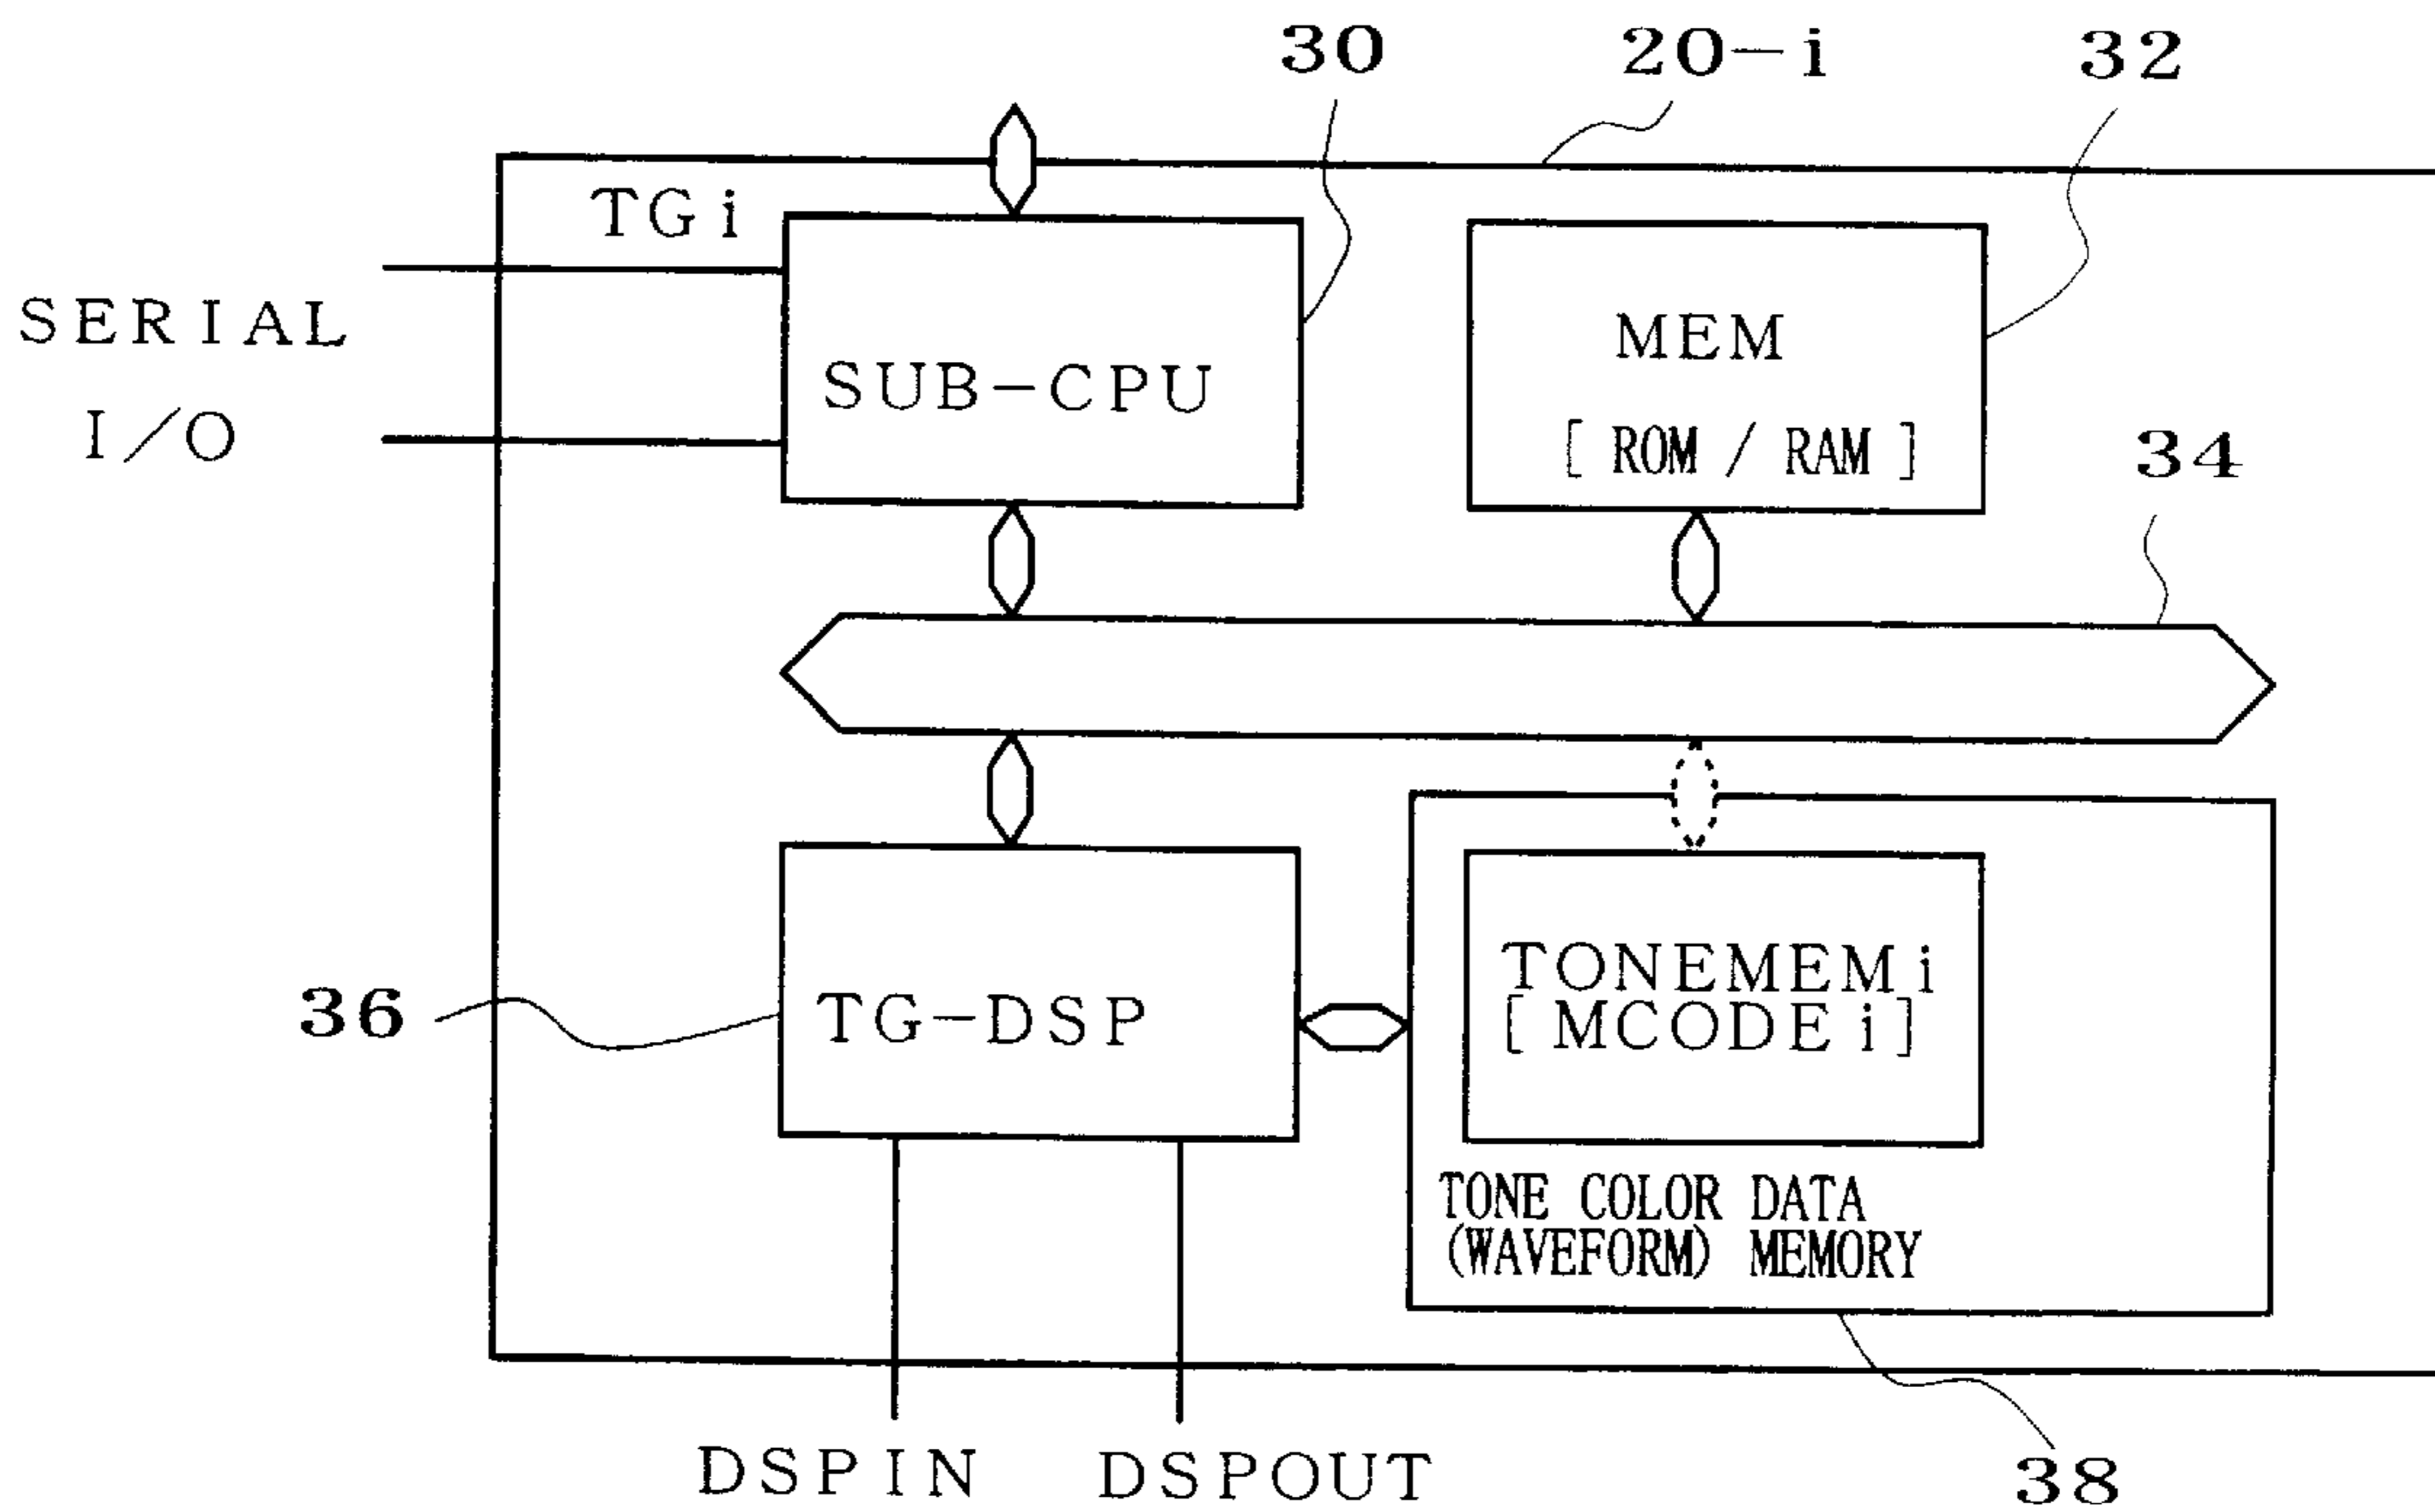 30
20-i
32
TGi
SERIAL
I/O
SUB-CPU
MEM
[ ROM / RAM ]
34
36
TG-DSP
TONEMEMi
[ MCODEi]
TONE COLOR DATA
(WAVEFORM) MEMORY
DSPIN
DSPOUT
38